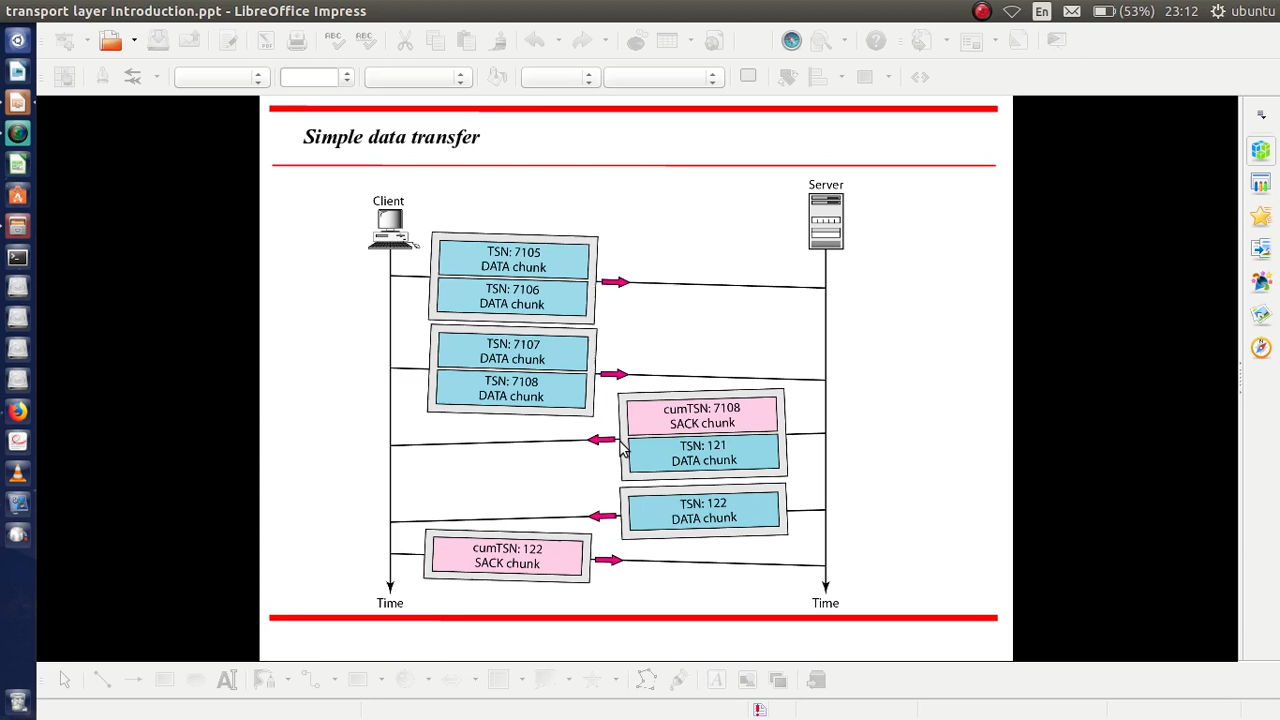 transport layer Introduction.ppt - LibreOffice Impress
En
(53%)
23:12
ubuntu
ABC
ABC
Simple data transfer
Client
Server
TSN: 7105
DATA chunk
TSN: 7106
DATA chunk
TSN: 7107
DATA chunk
TSN: 7108
DATA chunk
cumTSN: 7108
SACK chunk
TSN: 121
DATA chunk
TSN: 122
DATA chunk
cumTSN: 122
SACK chunk
Time
Time